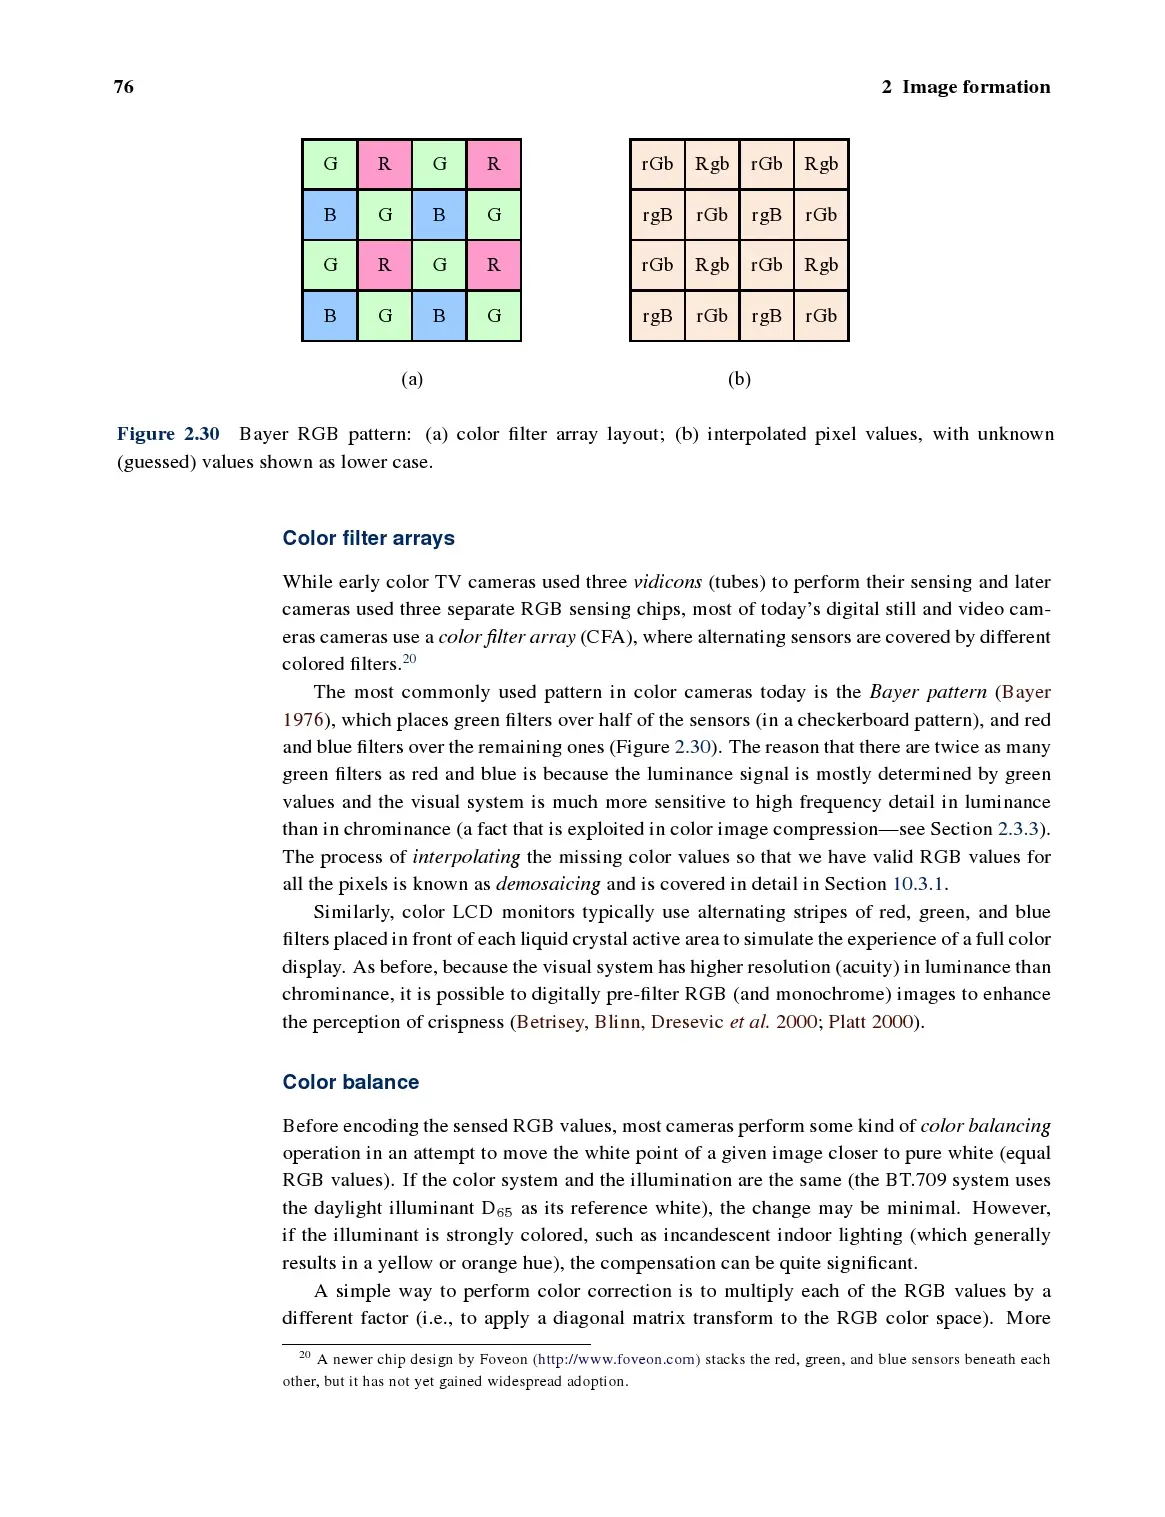 76 2 Image formation
G R G R rGb Rgb rGb Rgb
B G B G rgB rGb rgB rGb
G R G R rGb Rgb rGb Rgb
B G B G rgB rGb rgB rGb
(a) (b)
Figure 2.30 Bayer RGB pattern: (a) color filter array layout; (b) interpolated pixel values, with unknown
(guessed) values shown as lower case.
Color filter arrays
While early color TV cameras used three vidicons (tubes) to perform their sensing and later
cameras used three separate RGB sensing chips, most of today’s digital still and video cam-
eras cameras use a color filter array (CFA), where alternating sensors are covered by different
colored filters.20
The most commonly used pattern in color cameras today is the Bayer pattern (Bayer
1976), which places green filters over half of the sensors (in a checkerboard pattern), and red
and blue filters over the remaining ones (Figure 2.30). The reason that there are twice as many
green filters as red and blue is because the luminance signal is mostly determined by green
values and the visual system is much more sensitive to high frequency detail in luminance
than in chrominance (a fact that is exploited in color image compression—see Section 2.3.3).
The process of interpolating the missing color values so that we have valid RGB values for
all the pixels is known as demosaicing and is covered in detail in Section 10.3.1.
Similarly, color LCD monitors typically use alternating stripes of red, green, and blue
filters placed in front of each liquid crystal active area to simulate the experience of a full color
display. As before, because the visual system has higher resolution (acuity) in luminance than
chrominance, it is possible to digitally pre-filter RGB (and monochrome) images to enhance
the perception of crispness (Betrisey, Blinn, Dresevic et al. 2000; Platt 2000).
Color balance
Before encoding the sensed RGB values, most cameras perform some kind of color balancing
operation in an attempt to move the white point of a given image closer to pure white (equal
RGB values). If the color system and the illumination are the same (the BT.709 system uses
the daylight illuminant D65 as its reference white), the change may be minimal. However,
if the illuminant is strongly colored, such as incandescent indoor lighting (which generally
results in a yellow or orange hue), the compensation can be quite significant.
A simple way to perform color correction is to multiply each of the RGB values by a
different factor (i.e., to apply a diagonal matrix transform to the RGB color space). More
20 A newer chip design by Foveon (http://www.foveon.com) stacks the red, green, and blue sensors beneath each
other, but it has not yet gained widespread adoption.